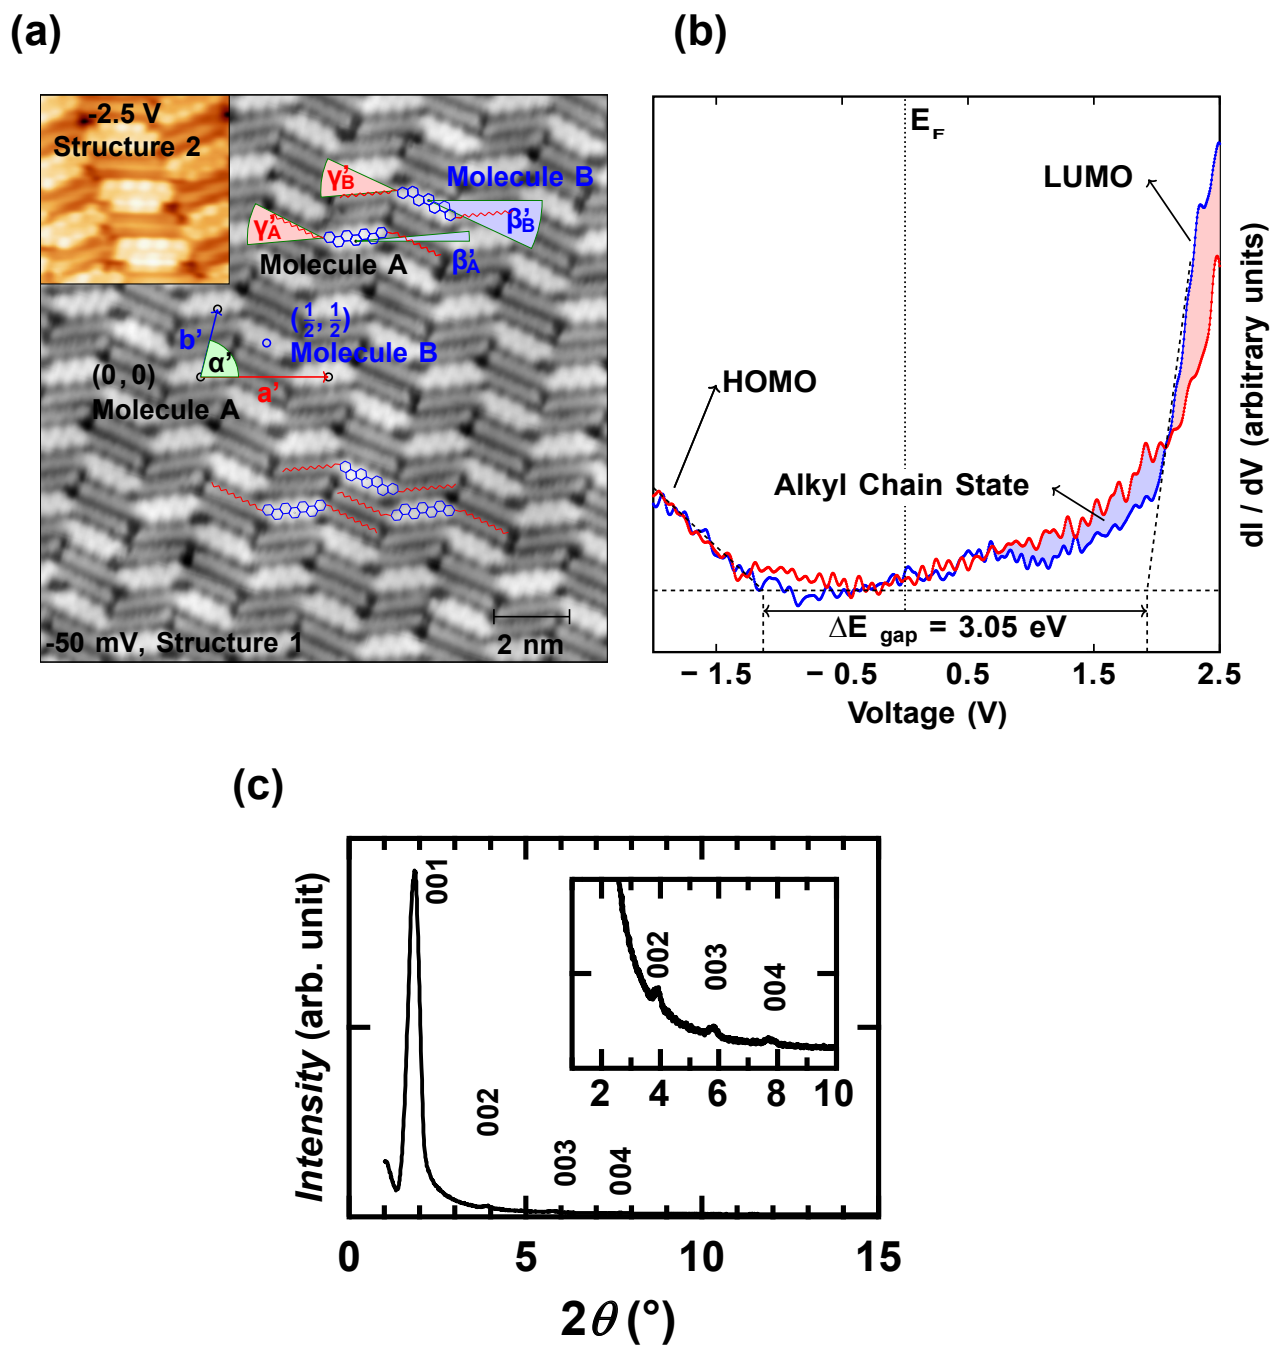 (a)
-2.5 V
Structure 2
γ'B
Molecule B
β'B
γ'A
Molecule A
β'A
b'
α'
(1/2, 1/2)
Molecule B
(0,0)
a'
Molecule A
-50 mV, Structure 1
2 nm
(b)
EF
LUMO
HOMO
Alkyl Chain State
ΔE gap = 3.05 eV
− 1.5 − 0.5 0.5 1.5 2.5
Voltage (V)
dI / dV (arbitrary units)
(c)
001
002
003
004
002
003
004
2 4 6 8 10
0 5 10 15
Intensity (arb. unit)
2θ (°)